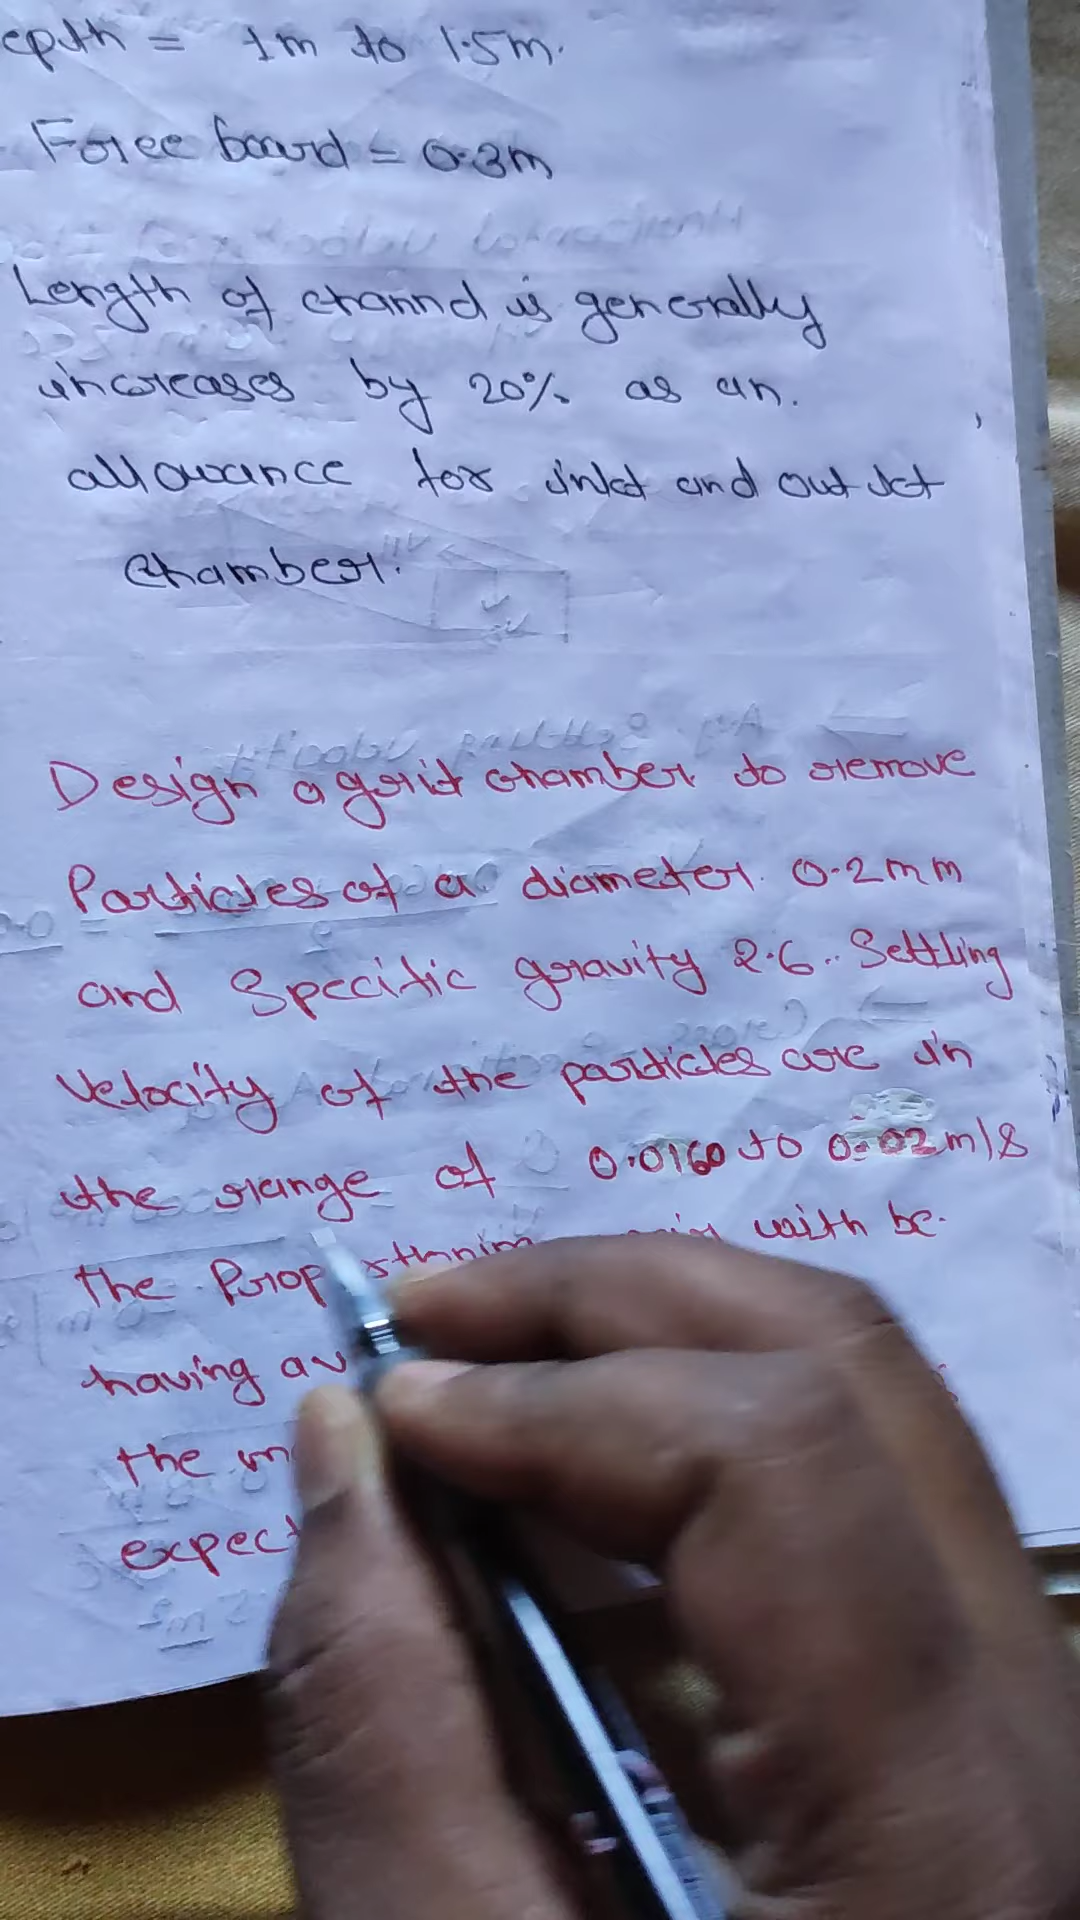 epth = 1m to 1.5m.
Free board = 0.3m
Length of channel is generally
increases by 20% as an.
allowance for inlet and outlet
chamber.
Design a grit chamber to remove
Particles of a diameter. 0.2mm
and Specific gravity 2.6.. Settling
Velocity of the particles are in
the range of 0.0160 to 0.02m/s
the with be.
having
the